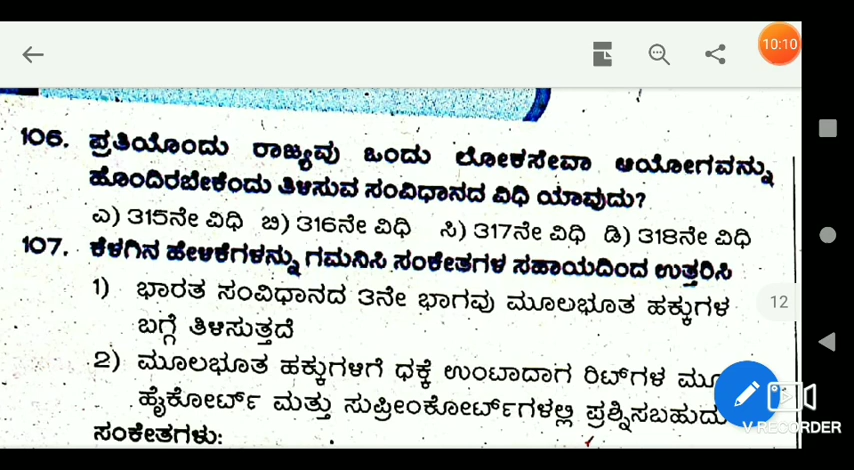 10:10
106. ಪ್ರತಿಯೊಂದು ರಾಜ್ಯವು ಒಂದು ಲೋಕಸೇವಾ ಆಯೋಗವನ್ನು
ಹೊಂದಿರಬೇಕೆಂದು ತಿಳಿಸುವ ಸಂವಿಧಾನದ ವಿಧಿ ಯಾವುದು?
ಎ) 315ನೇ ವಿಧಿ ಬಿ) 316ನೇ ವಿಧಿ ಸಿ) 317ನೇ ವಿಧಿ ಡಿ) 318ನೇ ವಿಧಿ
107. ಕೆಳಗಿನ ಹೇಳಿಕೆಗಳನ್ನು ಗಮನಿಸಿ ಸಂಕೇತಗಳ ಸಹಾಯದಿಂದ ಉತ್ತರಿಸಿ
1) ಭಾರತ ಸಂವಿಧಾನದ 3ನೇ ಭಾಗವು ಮೂಲಭೂತ ಹಕ್ಕುಗಳ
12
ಬಗ್ಗೆ ತಿಳಿಸುತ್ತದೆ
2) ಮೂಲಭೂತ ಹಕ್ಕುಗಳಿಗೆ ಧಕ್ಕೆ ಉಂಟಾದಾಗ ರಿಟ್‌ಗಳ
ಹೈಕೋರ್ಟ್ ಮತ್ತು ಸುಪ್ರೀಂಕೋರ್ಟ್‌ಗಳಲ್ಲಿ ಪ್ರಶ್ನಿಸಬಹುದು
V RECORDER
ಸಂಕೇತಗಳು: